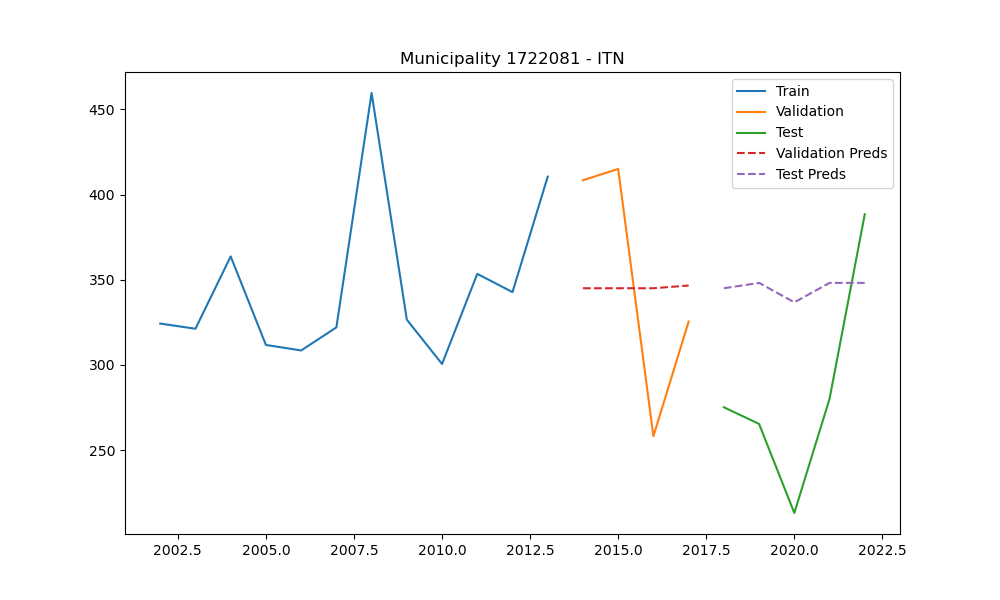 Municipality 1722081 - ITN
450
400
350
300
250
2002.5 2005.0 2007.5 2010.0 2012.5 2015.0 2017.5 2020.0 2022.5
Train
Validation
Test
Validation Preds
Test Preds